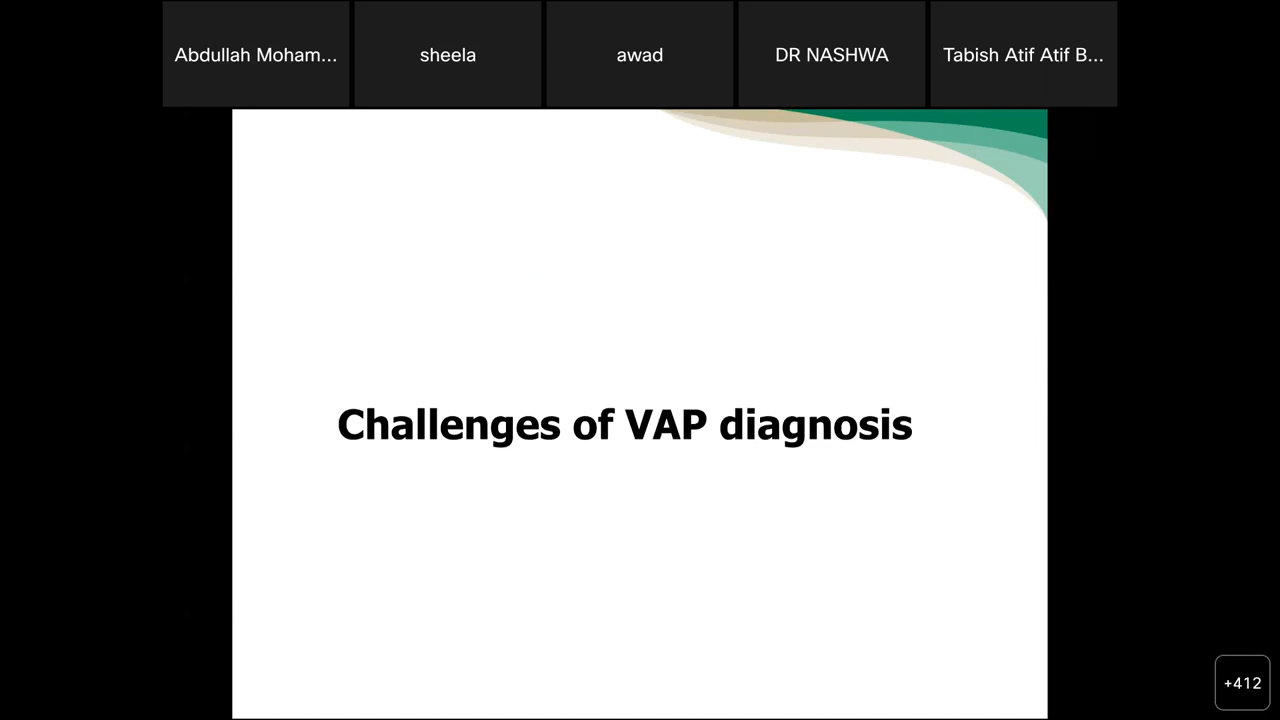 Abdullah Moham...
sheela
awad
DR NASHWA
Tabish Atif Atif B...
Challenges of VAP diagnosis
+412